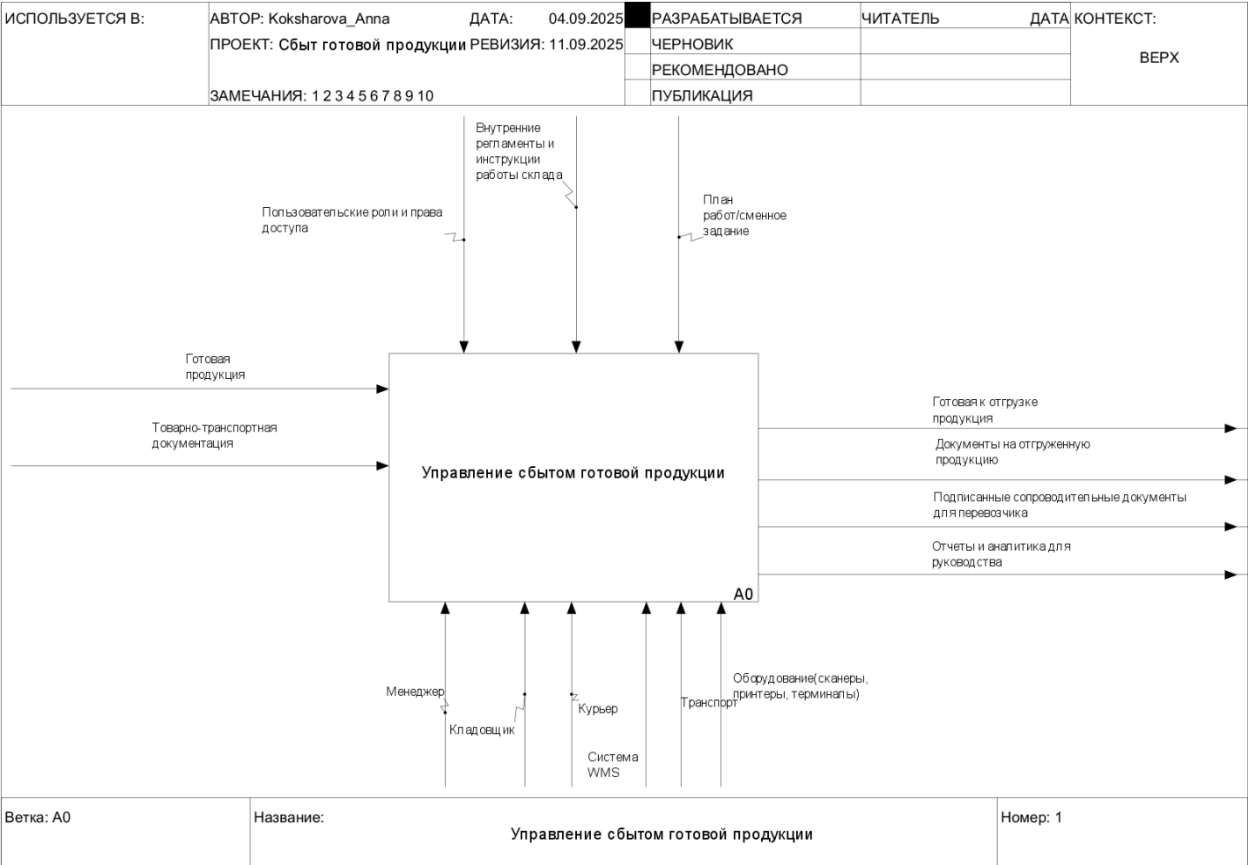 ИСПОЛЬЗУЕТСЯ В:
АВТОР: Koksharova_Anna
ДАТА: 04.09.2025
РАЗРАБАТЫВАЕТСЯ
ЧИТАТЕЛЬ
ДАТА
КОНТЕКСТ:
ПРОЕКТ: Сбыт готовой продукции
РЕВИЗИЯ: 11.09.2025
ЧЕРНОВИК
ВЕРХ
РЕКОМЕНДОВАНО
ЗАМЕЧАНИЯ: 1 2 3 4 5 6 7 8 9 10
ПУБЛИКАЦИЯ
Внутренние
регламенты и
инструкции
работы склада
Пользовательские роли и права
доступа
План
работ/сменное
задание
Готовая
продукция
Товарно-транспортная
документация
Управление сбытом готовой продукции
A0
Готовая к отгрузке
продукция
Документы на отгруженную
продукцию
Подписанные сопроводительные документы
для перевозчика
Отчеты и аналитика для
руководства
Менеджер
Кладовщик
Курьер
Система
WMS
Транспорт
Оборудование(сканеры,
принтеры, терминалы)
Ветка: A0
Название:
Управление сбытом готовой продукции
Номер: 1